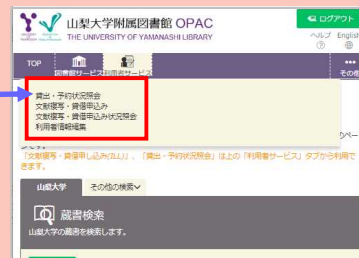 山梨大学附属図書館 OPAC
THE UNIVERSITY OF YAMANASHI LIBRARY
ログアウト
ヘルプ English
TOP
図書館サービス 利用者サービス
その他
貸出・予約状況照会
文献複写・貸借申込み
文献複写・貸借申込み状況照会
利用者情報編集
のペー
「文献複写・貸借申し込み(ILL)」、「貸出・予約状況照会」は上の「利用者サービス」タブから利用で
きます。
山梨大学 その他の検索
蔵書検索
山梨大学の蔵書を検索します。